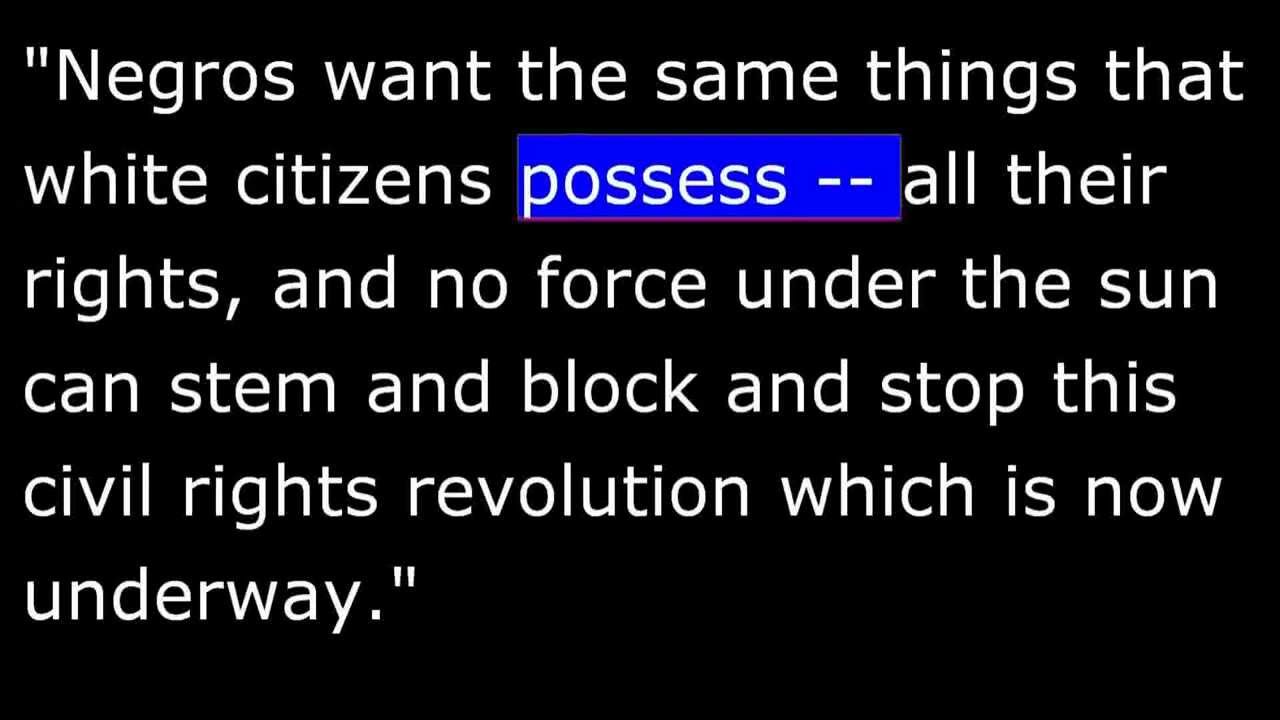 "Negros want the same things that
white citizens possess -- all their
rights, and no force under the sun
can stem and block and stop this
civil rights revolution which is now
underway."